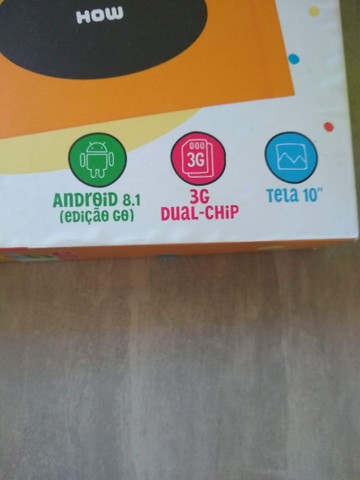 HOW
ANDROID 8.1
(EDIÇÃO GO)
3G
3G
DUAL-CHIP
TELA 10"